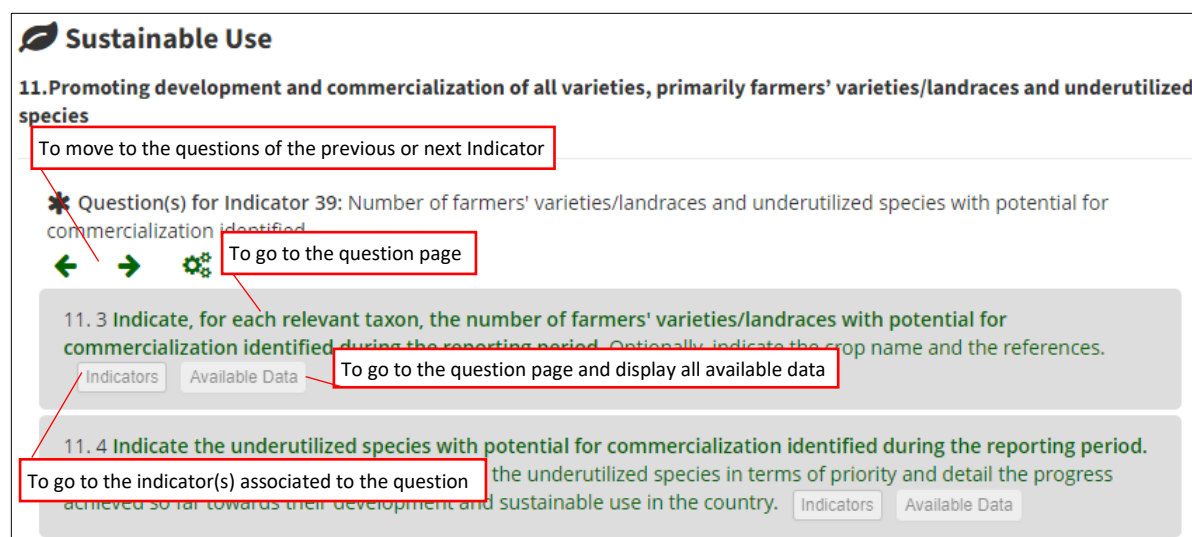 Sustainable Use
11.Promoting development and commercialization of all varieties, primarily farmers' varieties/landraces and underutilized
species
To move to the questions of the previous or next Indicator
Question(s) for Indicator 39: Number of farmers' varieties/landraces and underutilized species with potential for
commercialization identified
To go to the question page
11. 3 Indicate, for each relevant taxon, the number of farmers' varieties/landraces with potential for
commercialization identified during the reporting period. Optionally, indicate the crop name and the references.
Indicators Available Data
To go to the question page and display all available data
11. 4 Indicate the underutilized species with potential for commercialization identified during the reporting period.
To go to the indicator(s) associated to the question
the underutilized species in terms of priority and detail the progress
achieved so far towards their development and sustainable use in the country. Indicators Available Data